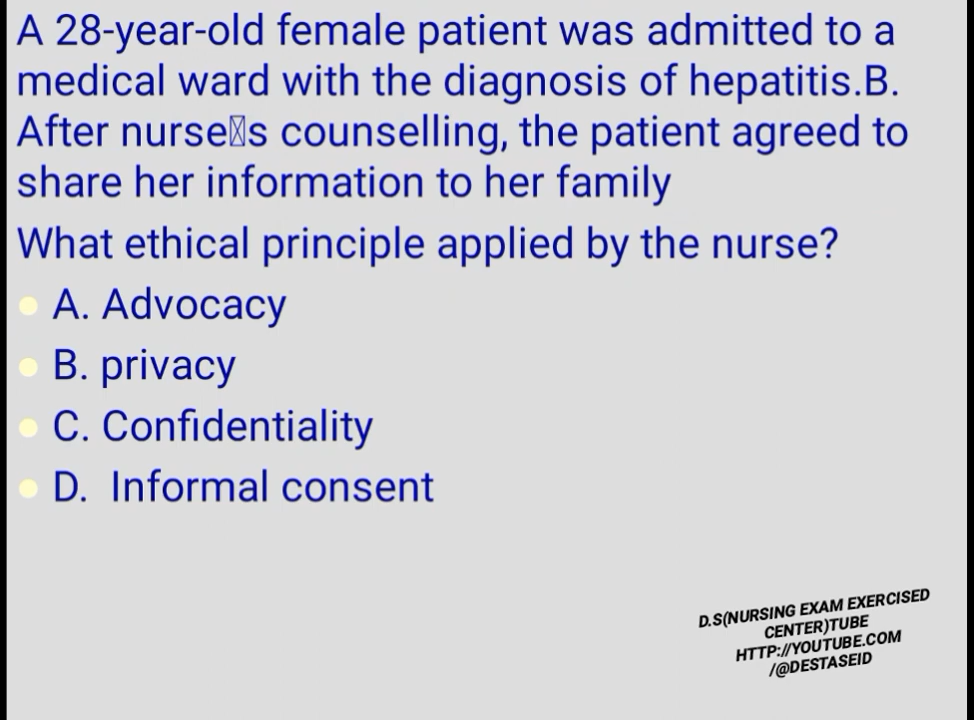 A 28-year-old female patient was admitted to a
medical ward with the diagnosis of hepatitis.B.
After nurse▯s counselling, the patient agreed to
share her information to her family
What ethical principle applied by the nurse?
A. Advocacy
B. privacy
C. Confidentiality
D. Informal consent
D.S(NURSING EXAM EXERCISED
CENTER)TUBE
HTTP://YOUTUBE.COM
/@DESTASEID